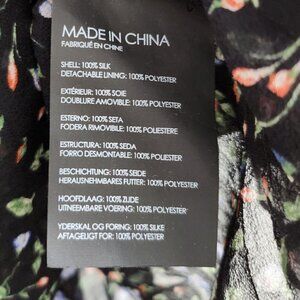 MADE IN CHINA
FABRIQUÉ EN CHINE
SHELL: 100% SILK
DETACHABLE LINING: 100% POLYESTER
EXTÉRIEUR: 100% SOIE
DOUBLURE AMOVIBLE: 100% POLYESTER
ESTERNO: 100% SETA
FODERA RIMOVIBLE: 100% POLIESTERE
ESTRUCTURA: 100% SEDA
FORRO DESMONTABLE: 100% POLIESTER
BESCHICHTUNG: 100% SEIDE
HERAUSNEHMBARES FUTTER: 100% POLYESTER
HOOFDLAAG: 100% ZIJDE
UITNEEMBARE VOERING: 100% POLYESTER
YDERSKAL OG FORING: 100% SILKE
AFTAGELIGT FOR: 100% POLYESTER